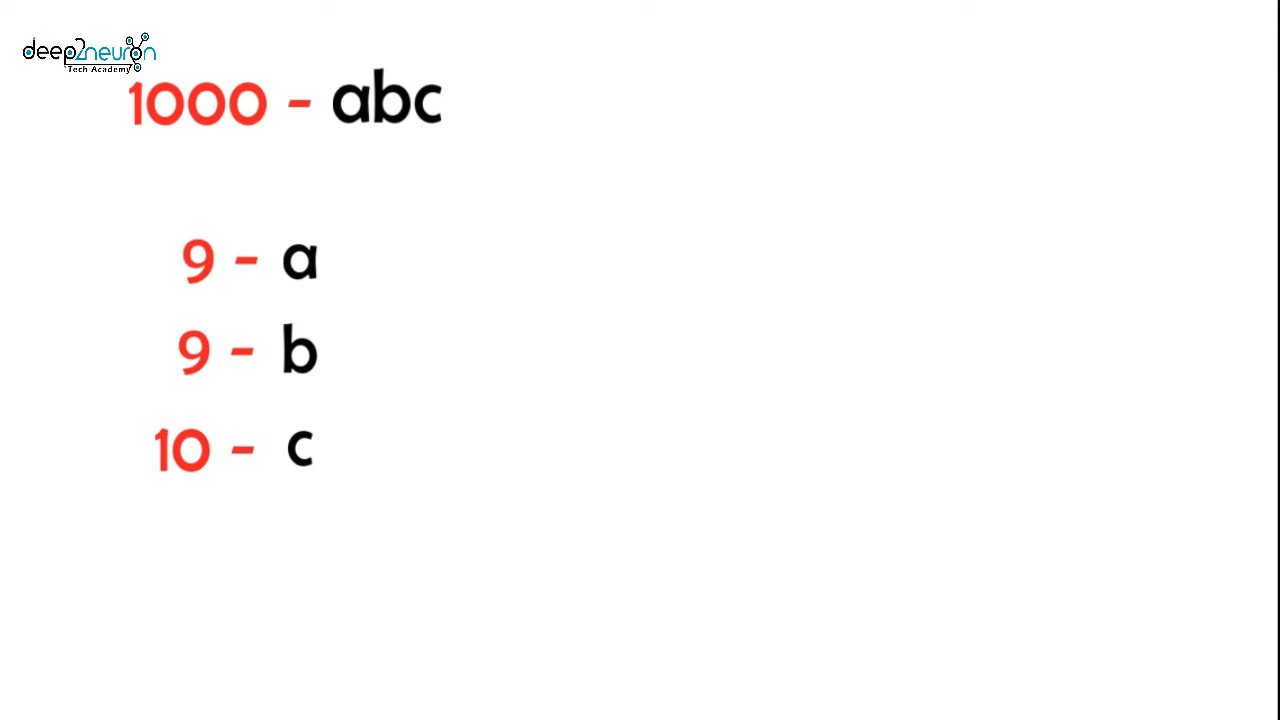 deep2neuron
Tech Academy
1000 - abc
9 - a
9 - b
10 - c